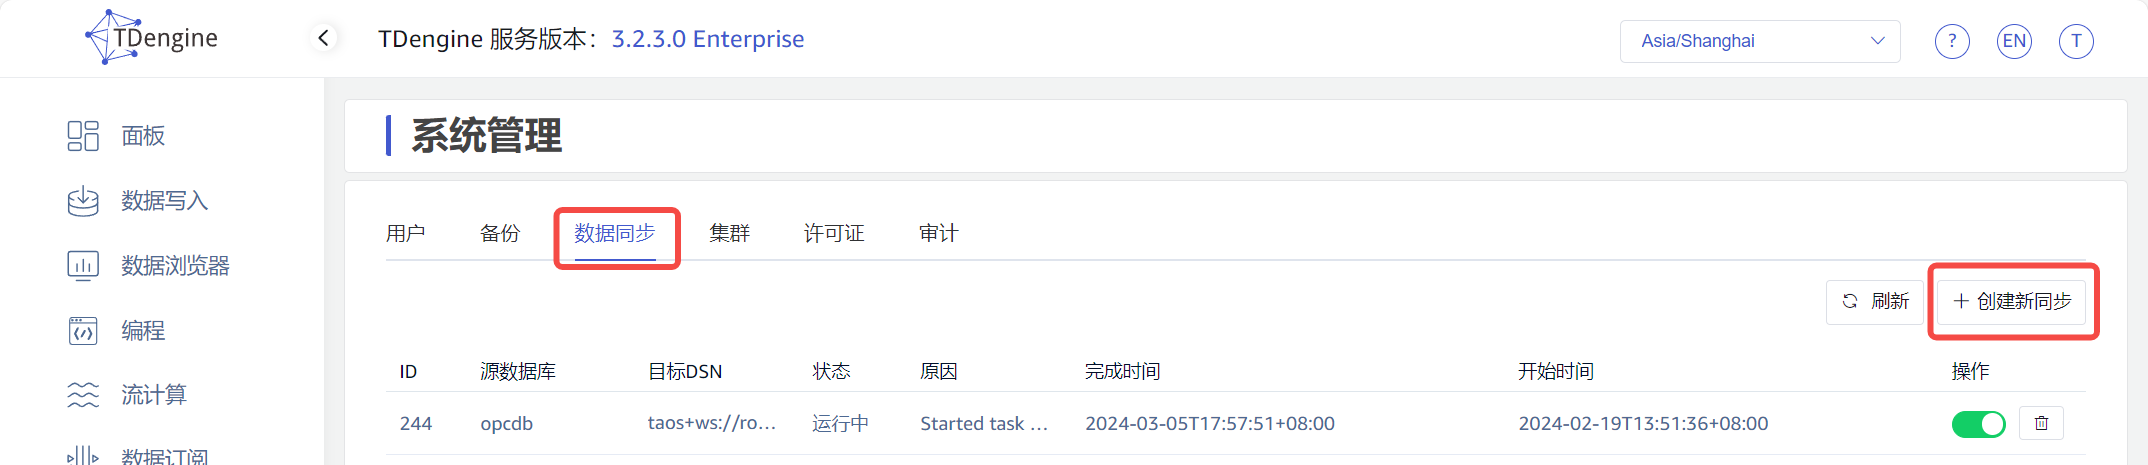 TDengine
TDengine 服务版本：3.2.3.0 Enterprise
Asia/Shanghai
?
EN
T
面板
数据写入
数据浏览器
编程
流计算
数据订阅
系统管理
用户 备份 数据同步 集群 许可证 审计
刷新
创建新同步
ID 源数据库 目标DSN 状态 原因 完成时间 开始时间 操作
244 opcdb taos+ws://ro... 运行中 Started task ... 2024-03-05T17:57:51+08:00 2024-02-19T13:51:36+08:00